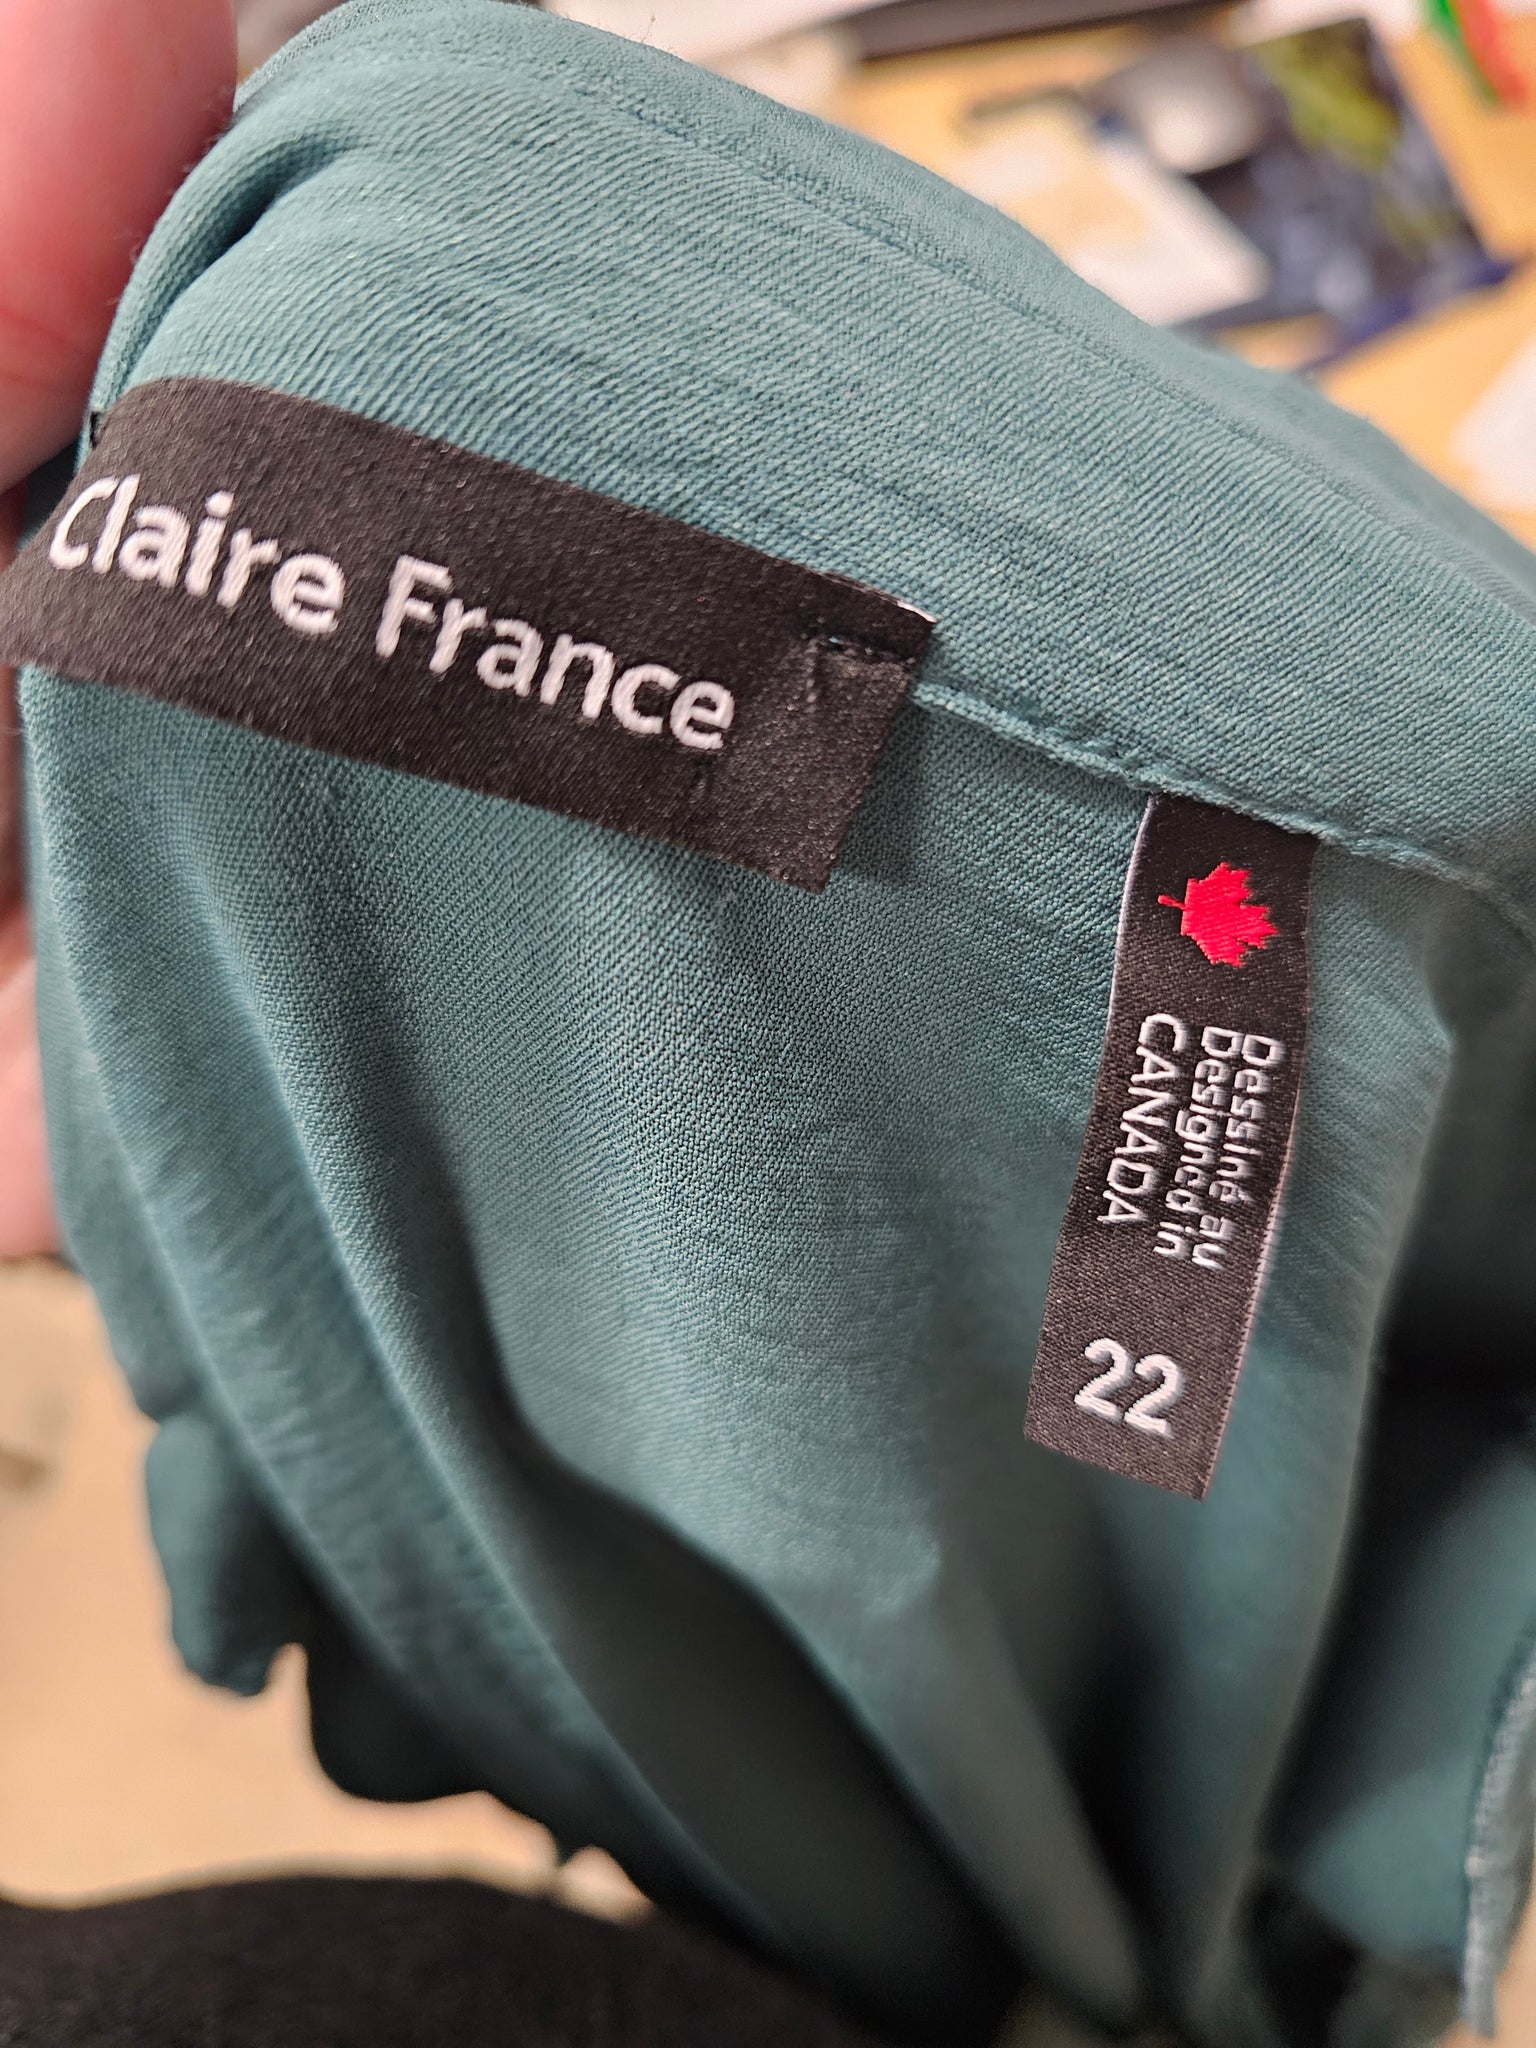 Claire France
Dessiné au
Designed in
CANADA
22